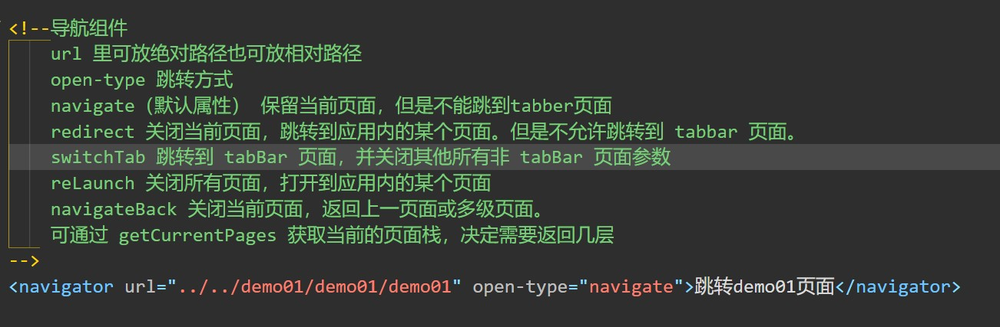 <!--导航组件
url 里可放绝对路径也可放相对路径
open-type 跳转方式
navigate（默认属性） 保留当前页面，但是不能跳到tabber页面
redirect 关闭当前页面，跳转到应用内的某个页面。但是不允许跳转到 tabbar 页面。
switchTab 跳转到 tabBar 页面，并关闭其他所有非 tabBar 页面参数
reLaunch 关闭所有页面，打开到应用内的某个页面
navigateBack 关闭当前页面，返回上一页面或多级页面。
可通过 getCurrentPages 获取当前的页面栈，决定需要返回几层
-->
<navigator url="../../demo01/demo01/demo01" open-type="navigate">跳转demo01页面</navigator>